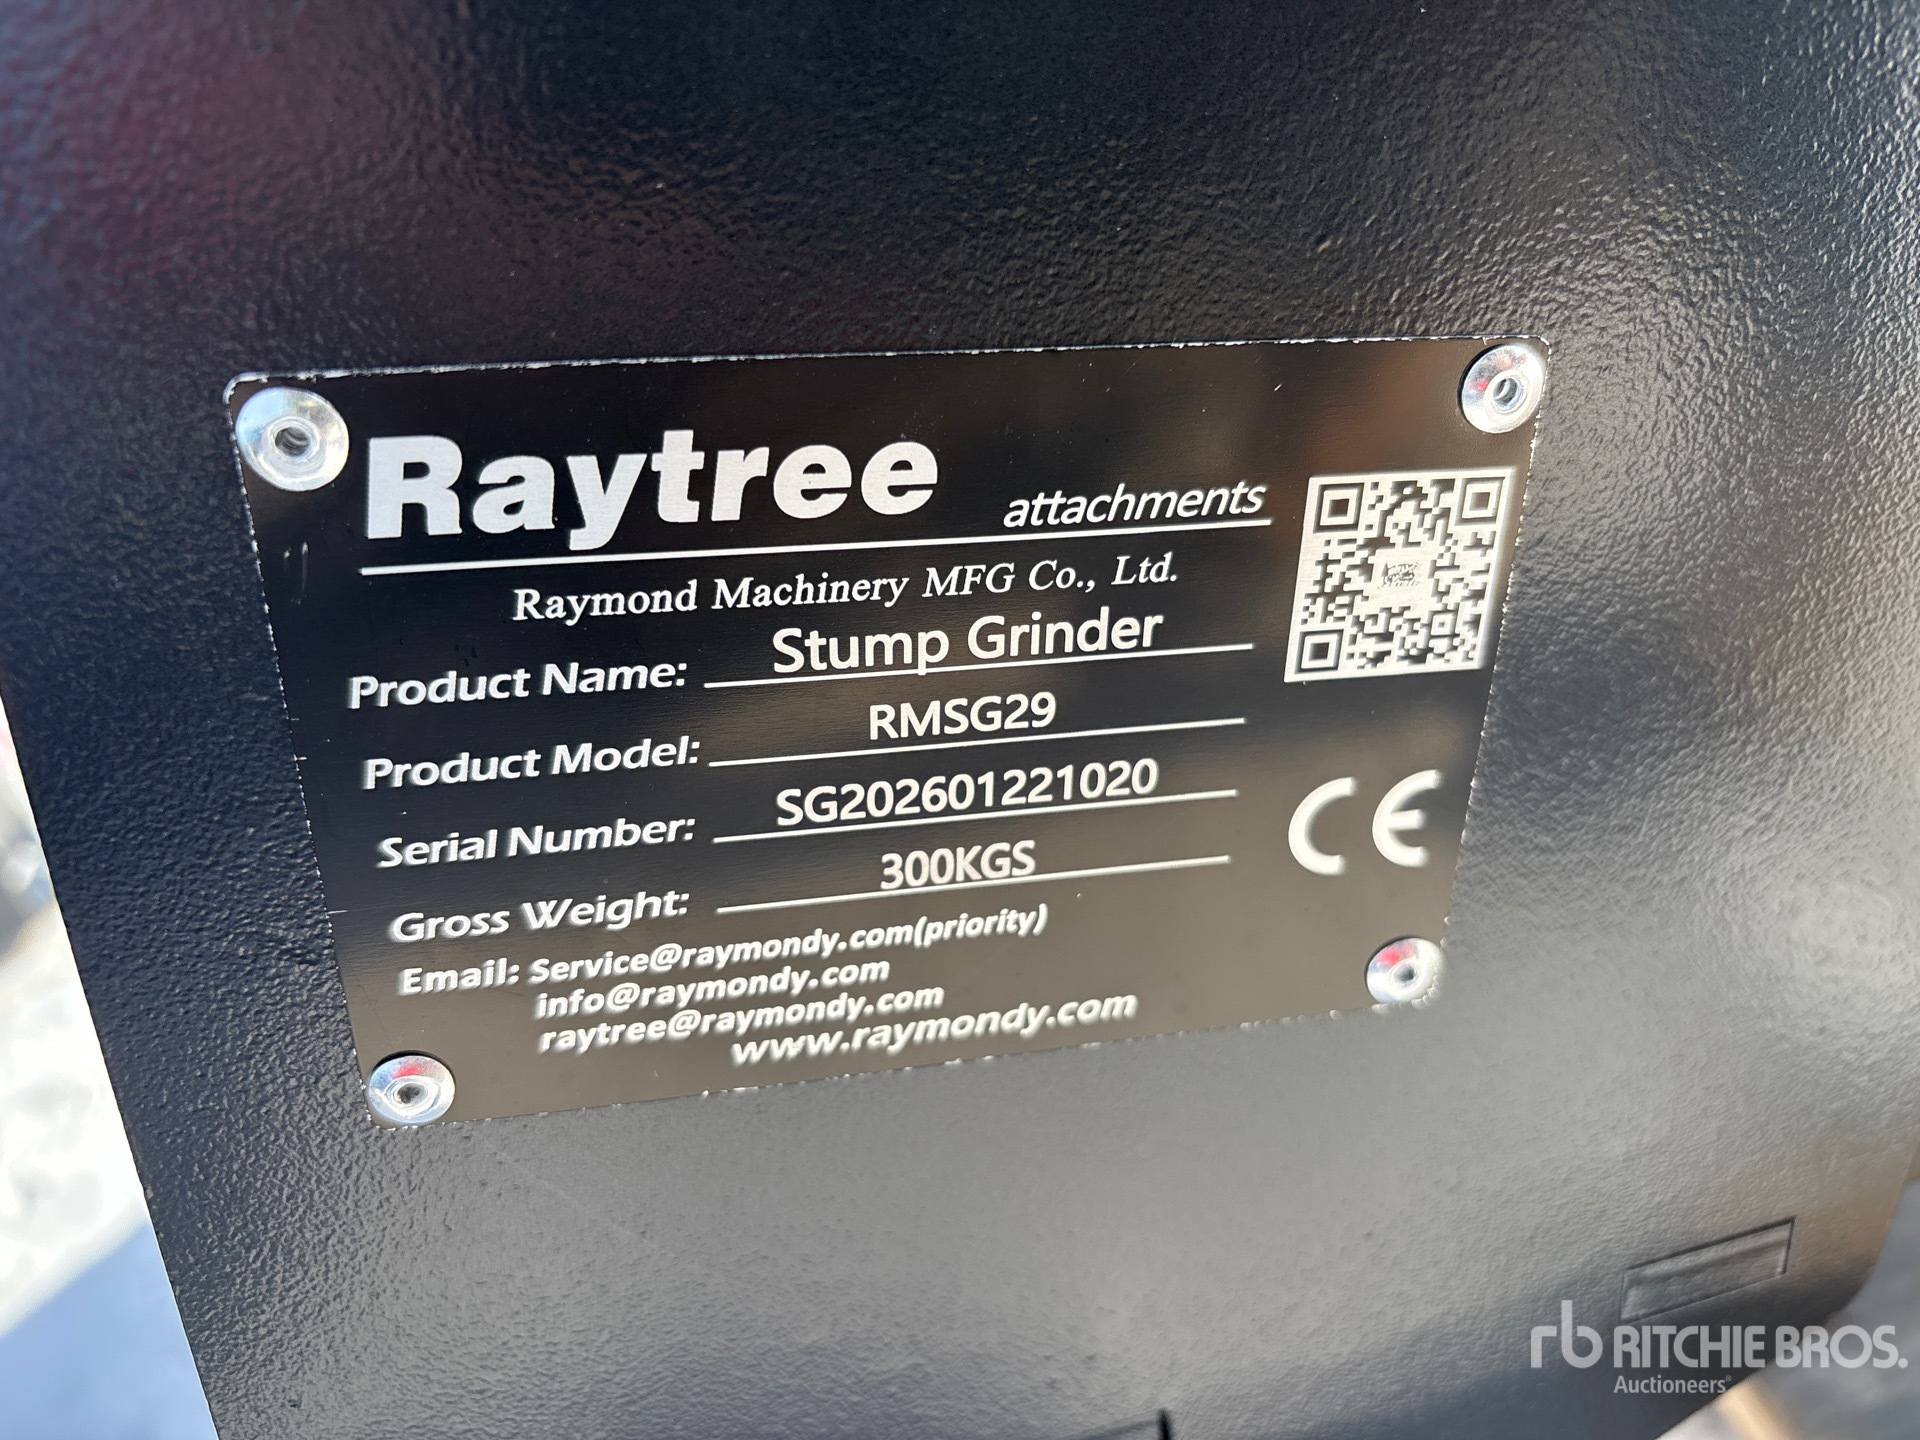 Raytree attachments
Raymond Machinery MFG Co., Ltd.
Product Name: Stump Grinder
Product Model: RMSG29
Serial Number: SG202601221020
Gross Weight: 300KGS
CE
Email: Service@raymondy.com(priority)
info@raymondy.com
raytree@raymondy.com
www.raymondy.com
rb RITCHIE BROS.
Auctioneers